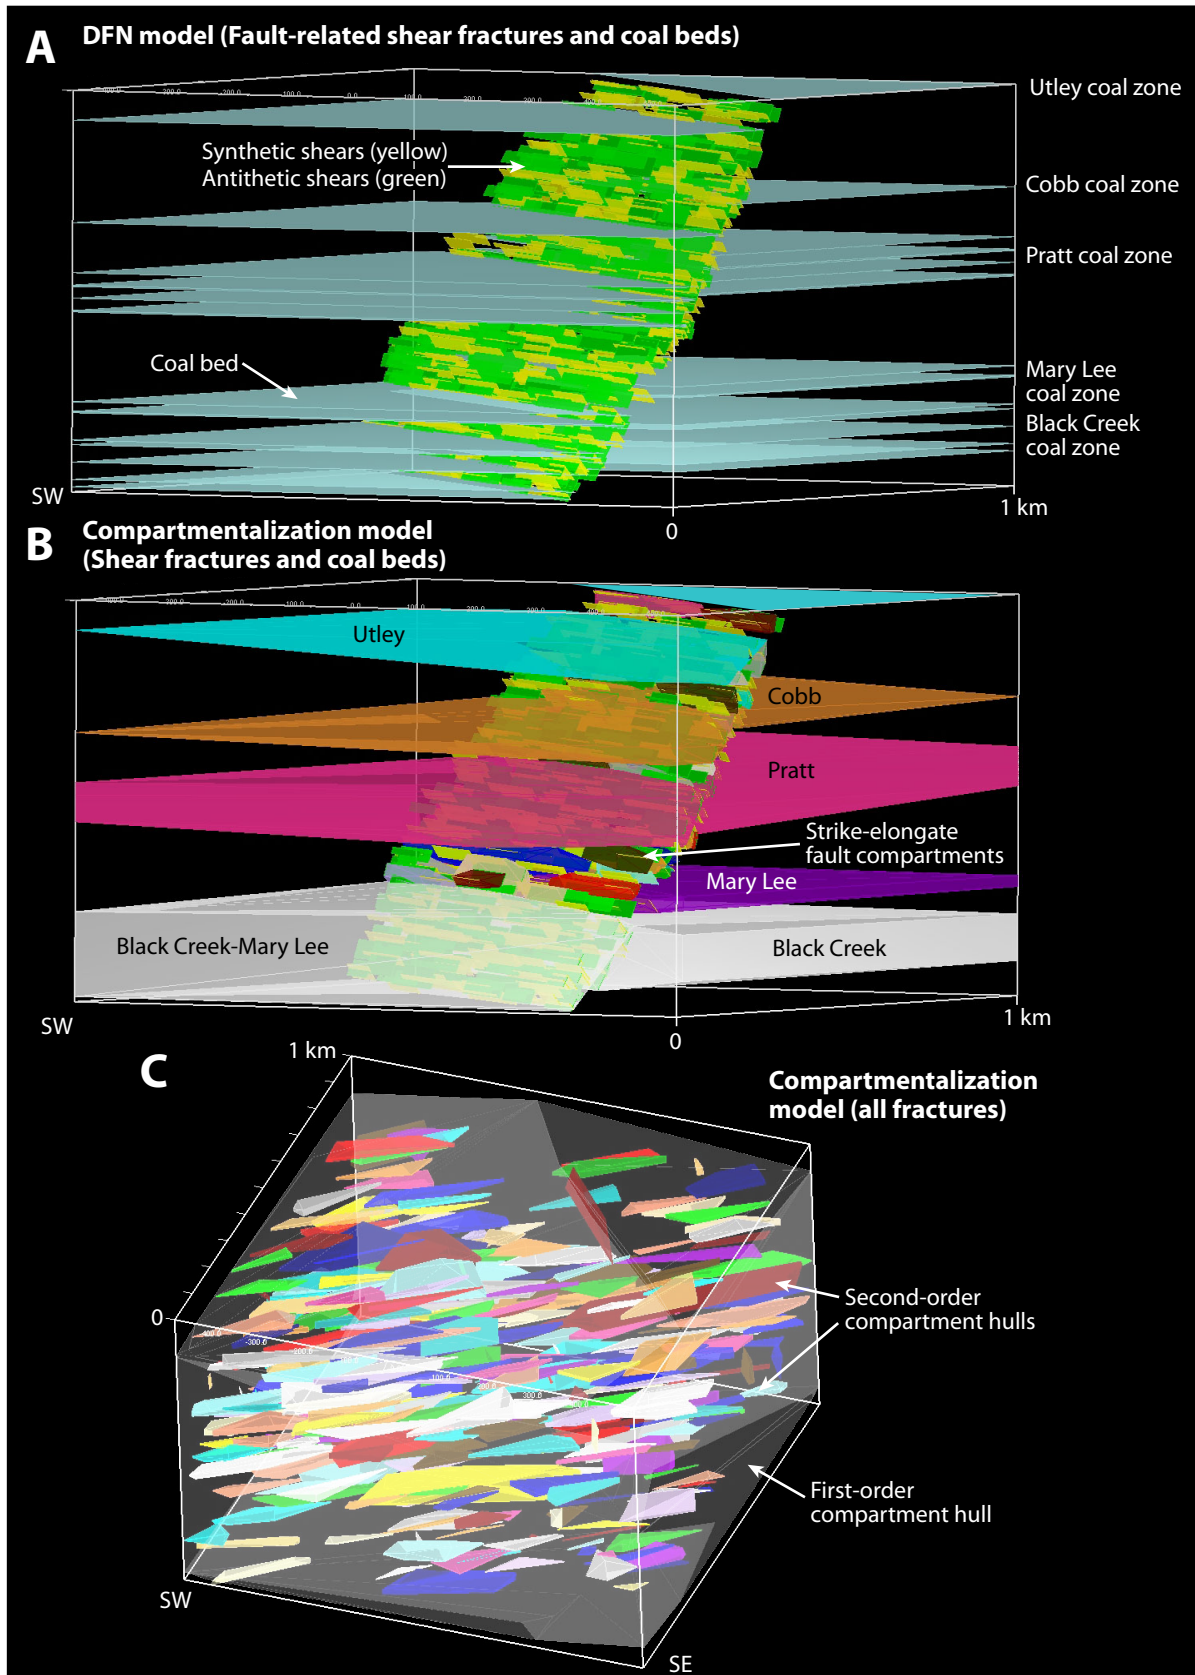 A
DFN model (Fault-related shear fractures and coal beds)
Utley coal zone
Synthetic shears (yellow)
Antithetic shears (green)
Cobb coal zone
Pratt coal zone
Coal bed
Mary Lee
coal zone
Black Creek
coal zone
SW
0
1 km
B
Compartmentalization model
(Shear fractures and coal beds)
Utley
Cobb
Pratt
Strike-elongate
fault compartments
Mary Lee
Black Creek-Mary Lee
Black Creek
SW
0
1 km
C
1 km
Compartmentalization
model (all fractures)
Second-order
compartment hulls
0
First-order
compartment hull
SW
SE